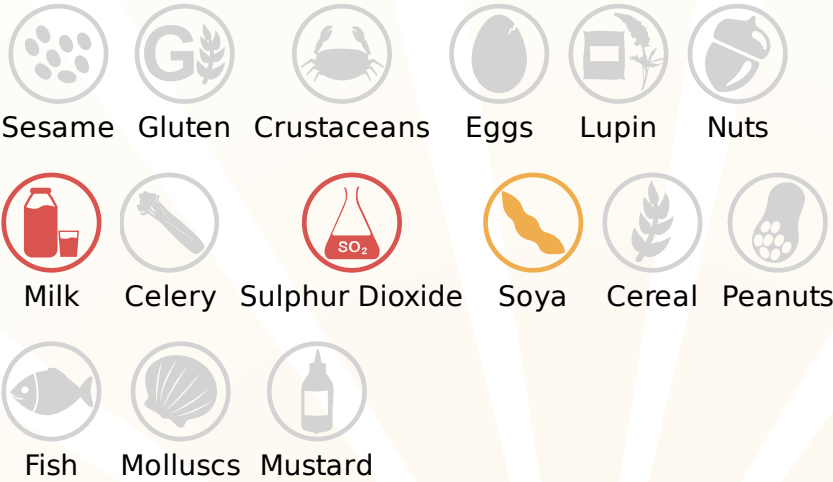 G
Sesame Gluten Crustaceans Eggs Lupin Nuts
SO₂
Milk Celery Sulphur Dioxide Soya Cereal Peanuts
Fish Molluscs Mustard